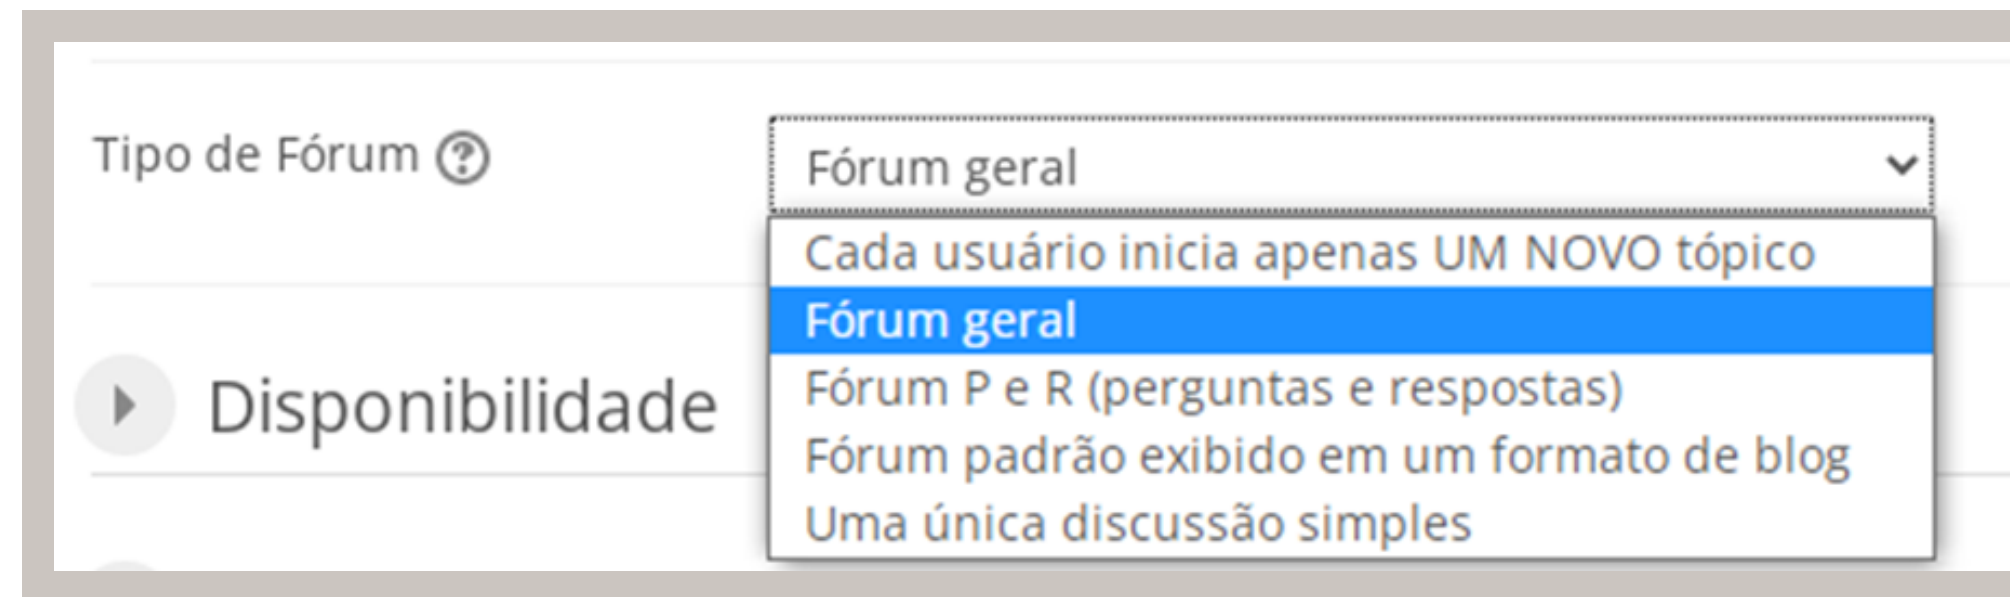 Tipo de Fórum
Fórum geral
Cada usuário inicia apenas UM NOVO tópico
Fórum geral
Fórum P e R (perguntas e respostas)
Fórum padrão exibido em um formato de blog
Uma única discussão simples
Disponibilidade